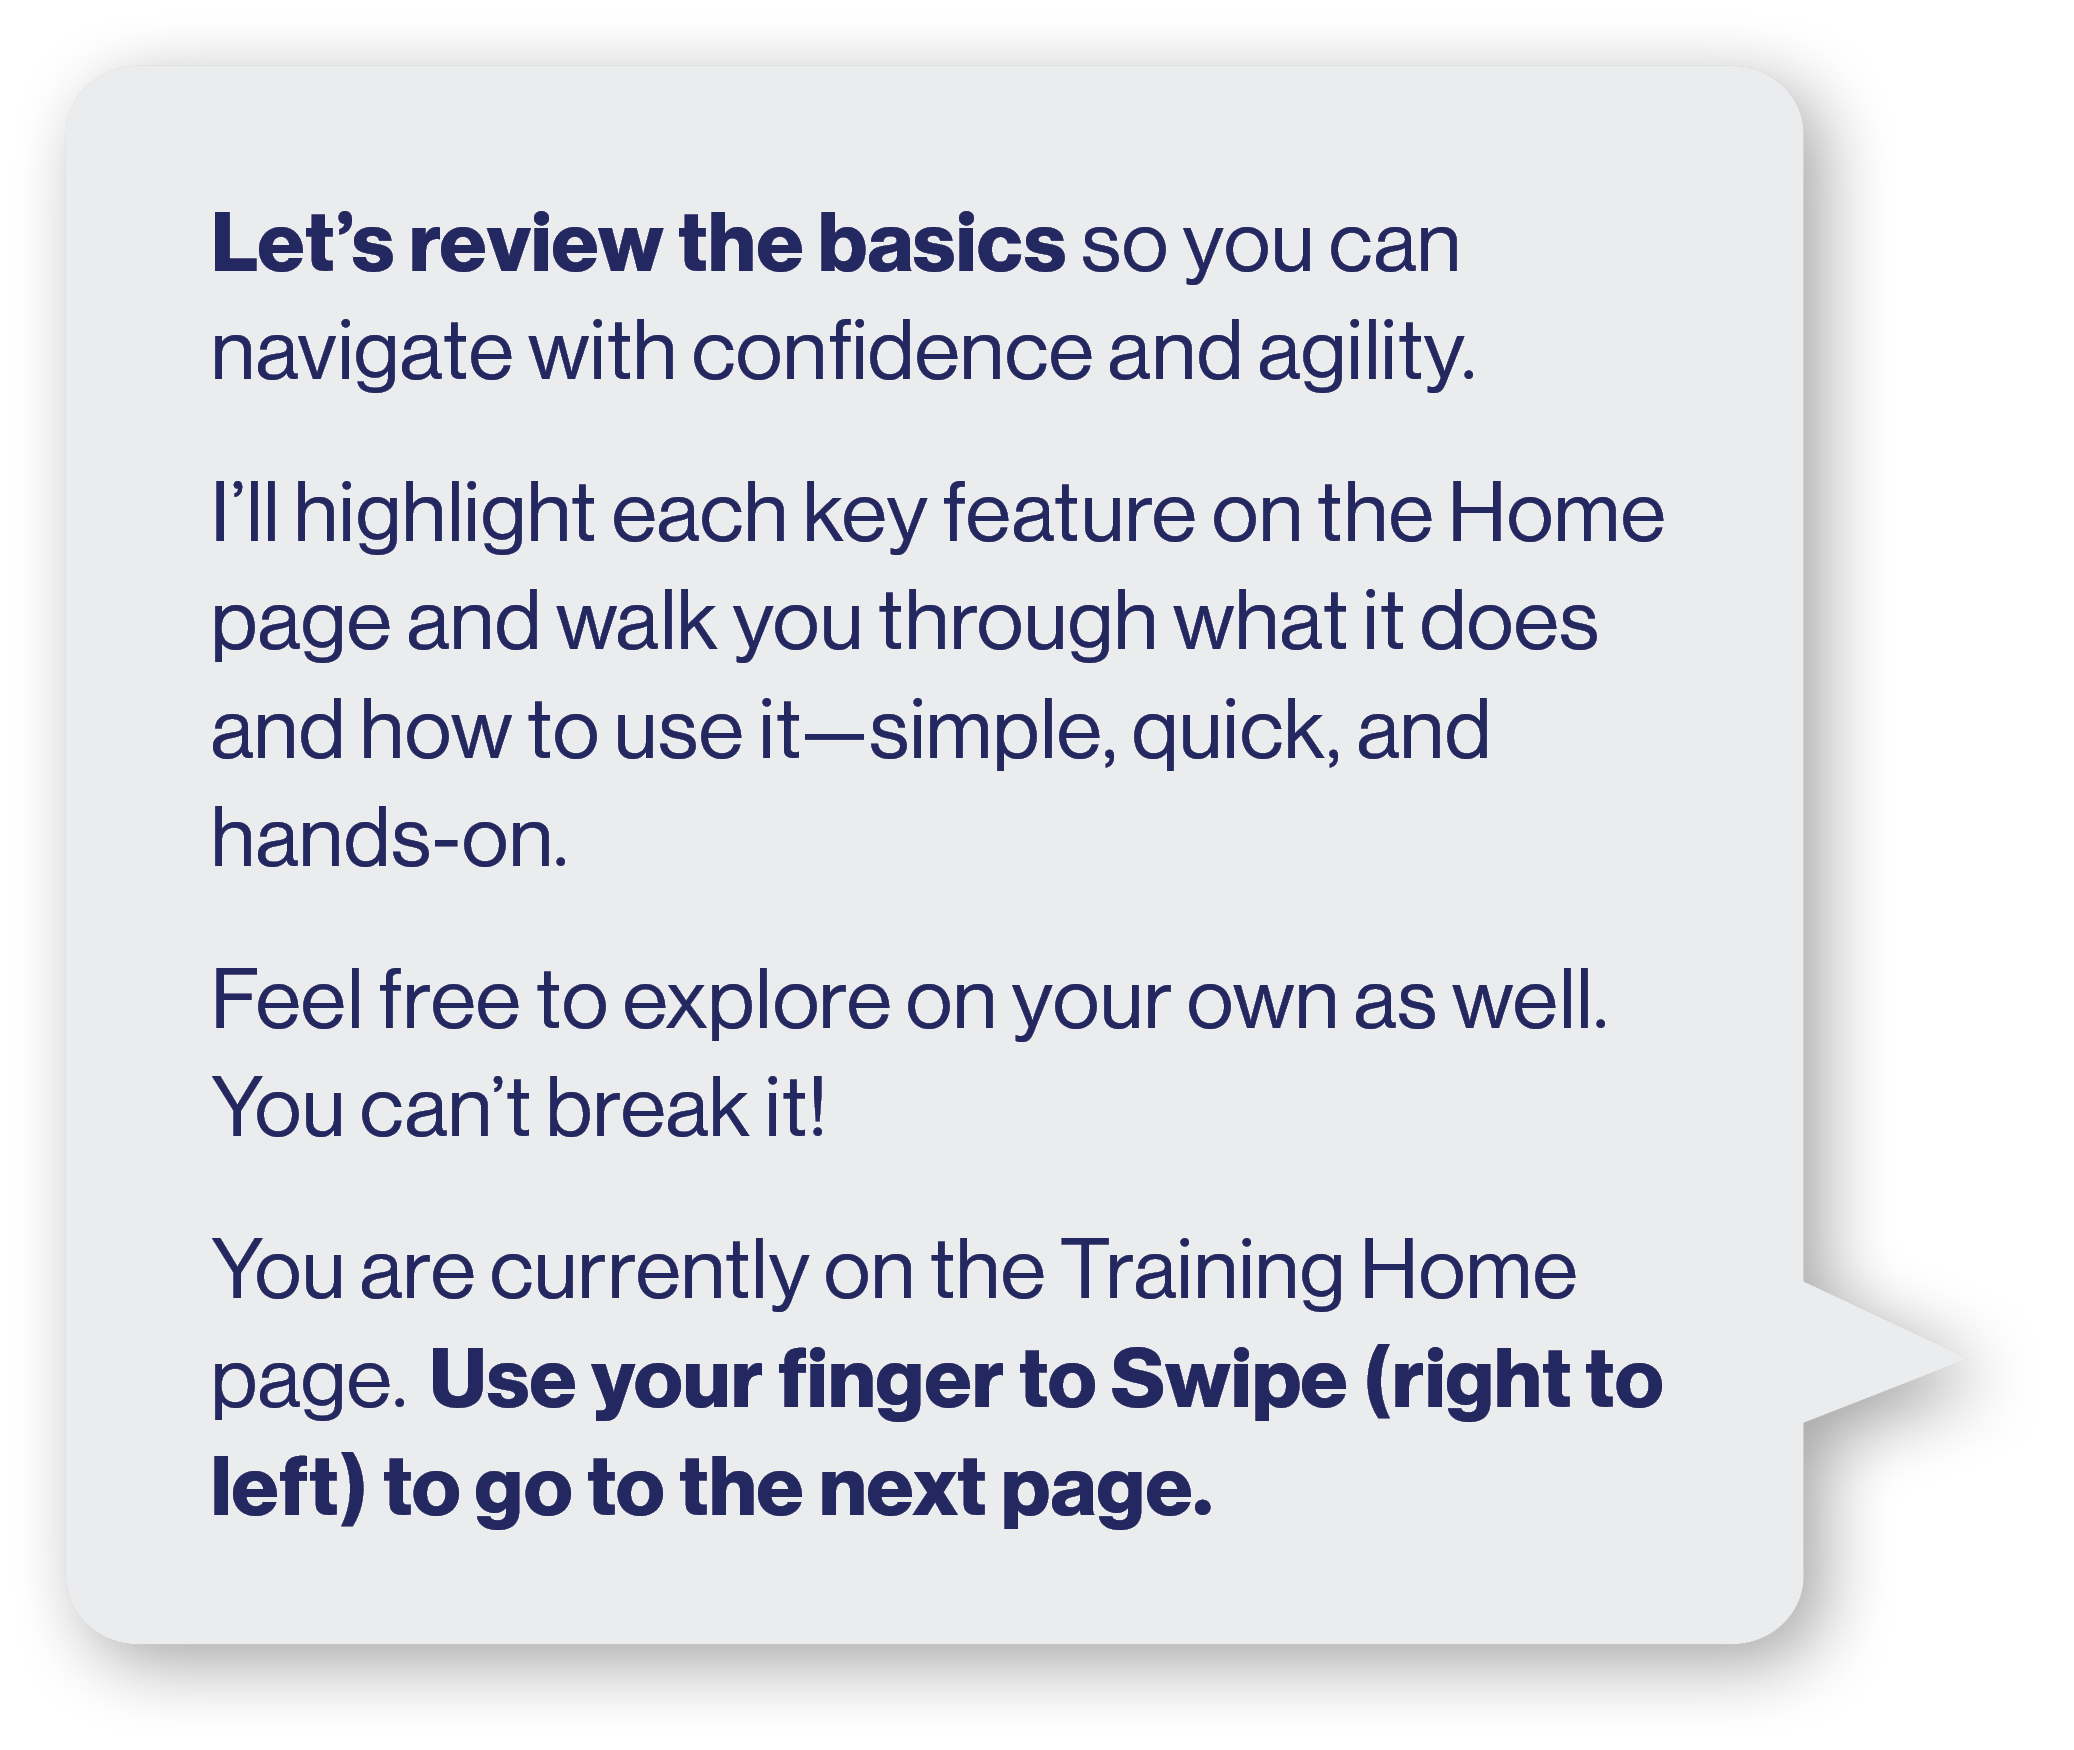 Let’s review the basics so you can
navigate with confidence and agility.
I’ll highlight each key feature on the Home
page and walk you through what it does
and how to use it—simple, quick, and
hands-on.
Feel free to explore on your own as well.
You can’t break it!
You are currently on the Training Home
page. Use your finger to Swipe (right to
left) to go to the next page.